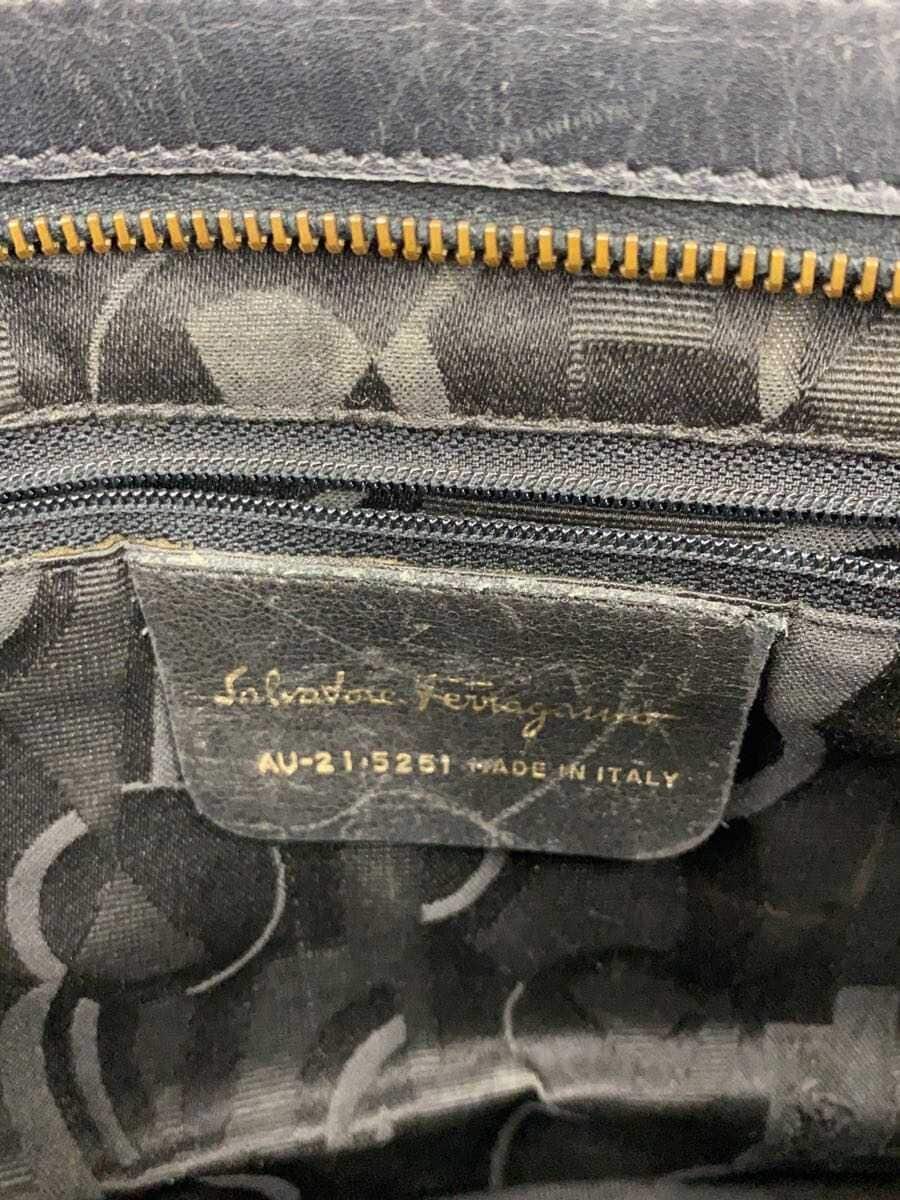 Salvatore Ferragamo
AU-21·5251 MADE IN ITALY